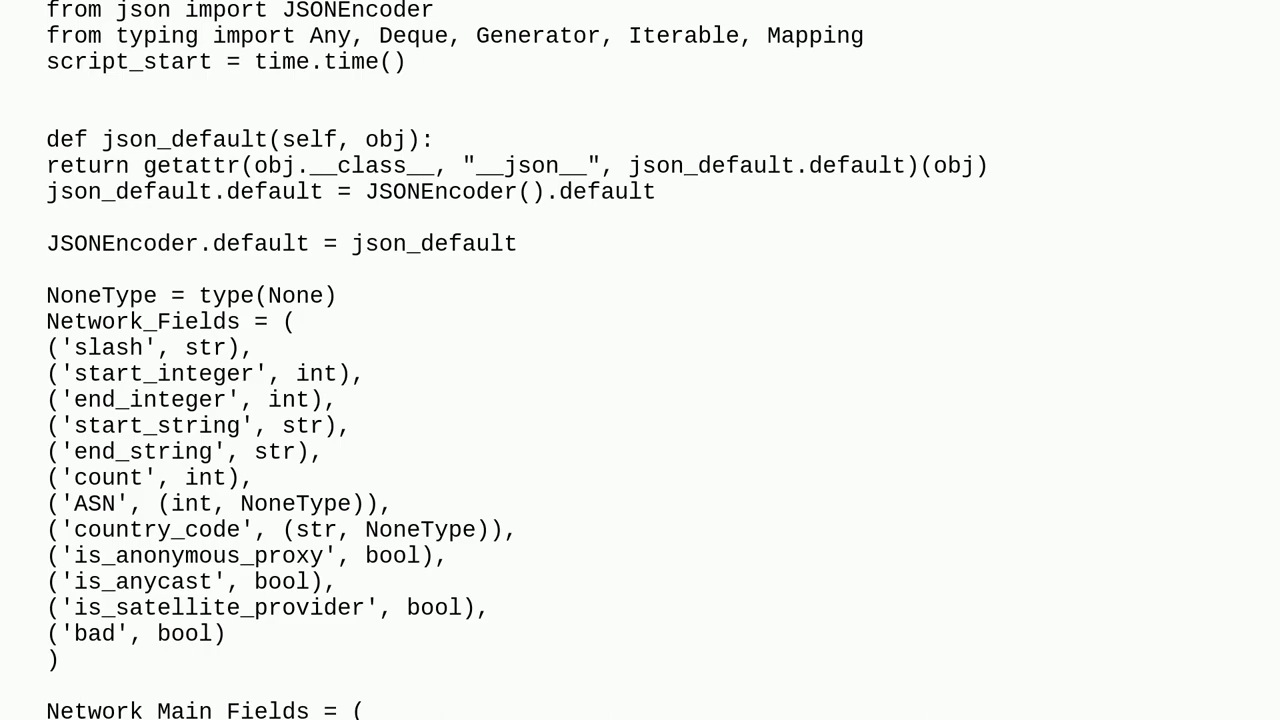 from json import JSONEncoder
from typing import Any, Deque, Generator, Iterable, Mapping
script_start = time.time()
def json_default(self, obj):
return getattr(obj.__class__, "__json__", json_default.default)(obj)
json_default.default = JSONEncoder().default
JSONEncoder.default = json_default
NoneType = type(None)
Network_Fields = (
('slash', str),
('start_integer', int),
('end_integer', int),
('start_string', str),
('end_string', str),
('count', int),
('ASN', (int, NoneType)),
('country_code', (str, NoneType)),
('is_anonymous_proxy', bool),
('is_anycast', bool),
('is_satellite_provider', bool),
('bad', bool)
)
Network_Main_Fields = (